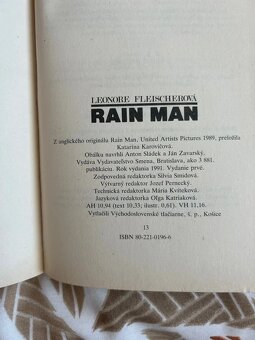 LEONORE FLEISCHEROVÁ
RAIN MAN
Z anglického originálu Rain Man, United Artists Pictures 1989, preložila
Katarína Karovičová.
Obálku navrhli Anton Sládek a Ján Zavarský.
Vydáva Vydavateľstvo Smena, Bratislava, ako 3 881.
publikáciu. Rok vydania 1991. Vydanie prvé.
Zodpovedná redaktorka Silvia Šmidová.
Výtvarný redaktor Jozef Pernecký.
Technická redaktorka Mária Kviteková.
Jazyková redaktorka Oľga Katriaková.
AH 10,94 (text 10,33; ilustr. 0,61). VH 11,16.
Vytlačili Východoslovenské tlačiarne, š. p., Košice
13
ISBN 80-221-0196-6